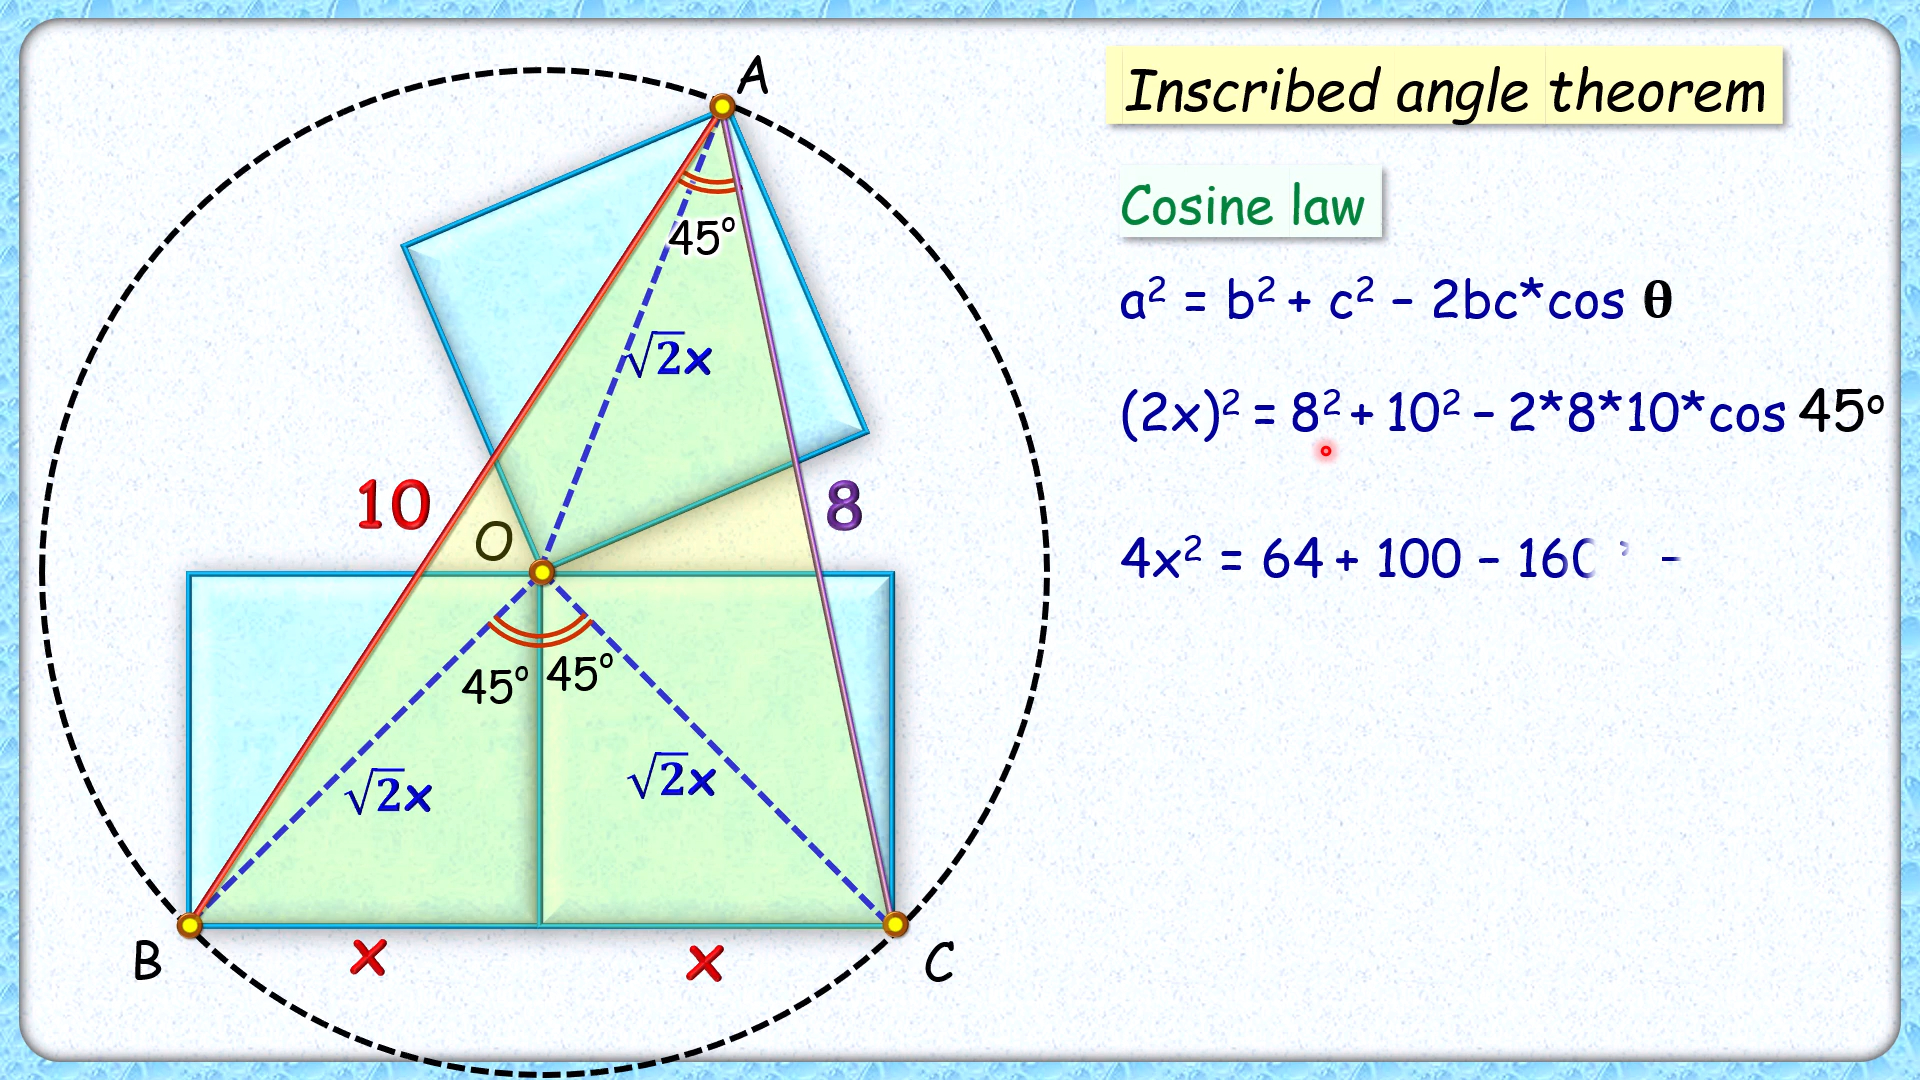 A
Inscribed angle theorem
Cosine law
45°
a² = b² + c² – 2bc*cos θ
√2x
(2x)² = 8² + 10² – 2*8*10*cos 45°
10
8
O
4x² = 64 + 100 – 160
45° 45°
√2x
√2x
B
x
x
C